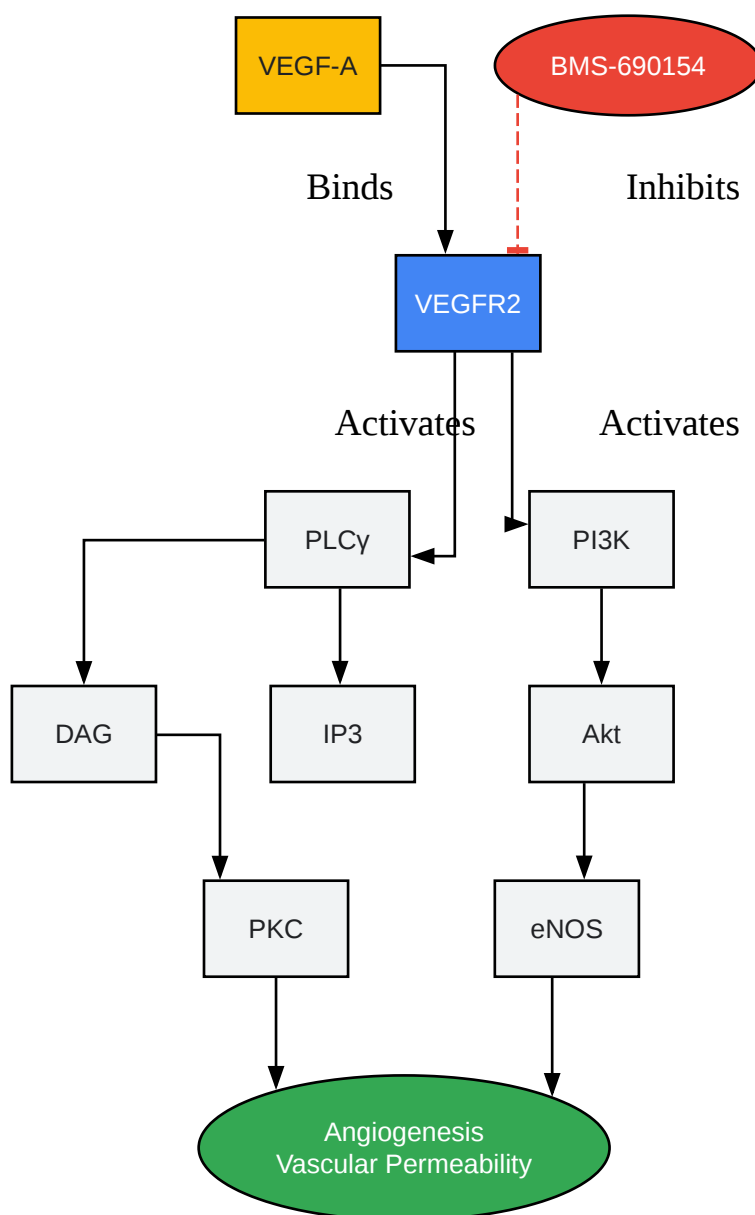 VEGF-A
BMS-690154
Binds
Inhibits
VEGFR2
Activates
Activates
PLCγ
PI3K
DAG
IP3
Akt
PKC
eNOS
Angiogenesis
Vascular Permeability